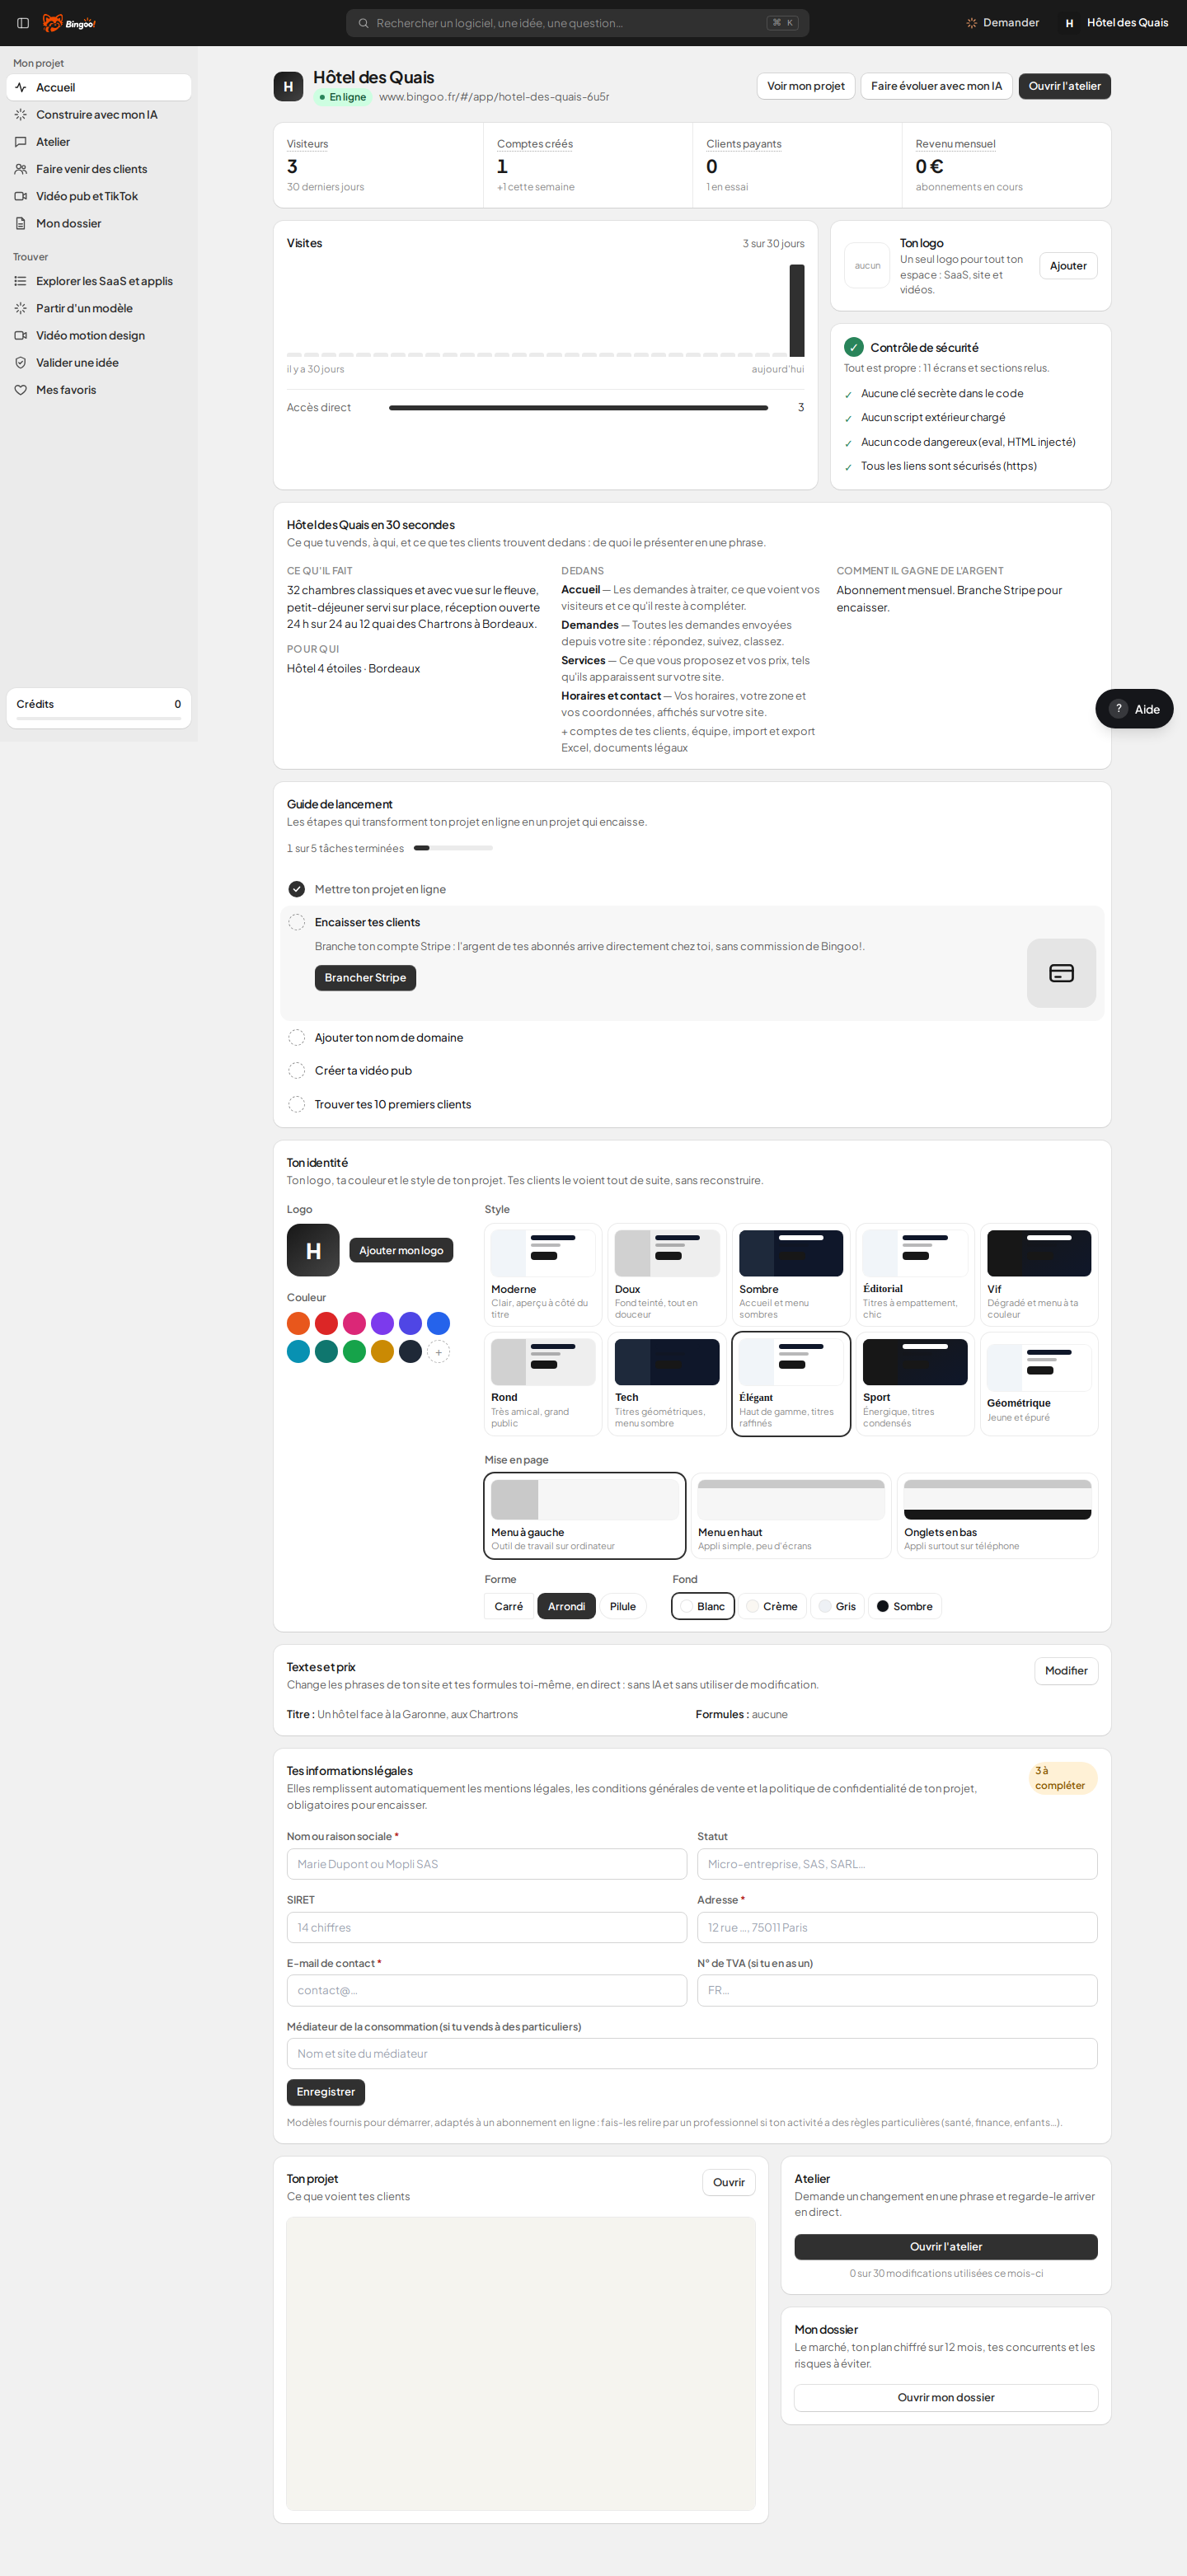 Bingoo!
Rechercher un logiciel, une idée, une question…
⌘ K
Demander
H
Hôtel des Quais
Mon projet
Accueil
Construire avec mon IA
Atelier
Faire venir des clients
Vidéo pub et TikTok
Mon dossier
Trouver
Explorer les SaaS et applis
Partir d'un modèle
Vidéo motion design
Valider une idée
Mes favoris
Crédits
0
H
Hôtel des Quais
En ligne
www.bingoo.fr/#/app/hotel-des-quais-6u5r
Voir mon projet
Faire évoluer avec mon IA
Ouvrir l'atelier
Visiteurs
3
30 derniers jours
Comptes créés
1
+1 cette semaine
Clients payants
0
1 en essai
Revenu mensuel
0 €
abonnements en cours
Visites
3 sur 30 jours
il y a 30 jours
aujourd'hui
Accès direct
3
aucun
Ton logo
Un seul logo pour tout ton
espace : SaaS, site et
vidéos.
Ajouter
Contrôle de sécurité
Tout est propre : 11 écrans et sections relus.
Aucune clé secrète dans le code
Aucun script extérieur chargé
Aucun code dangereux (eval, HTML injecté)
Tous les liens sont sécurisés (https)
Hôtel des Quais en 30 secondes
Ce que tu vends, à qui, et ce que tes clients trouvent dedans : de quoi le présenter en une phrase.
CE QU'IL FAIT
32 chambres classiques et avec vue sur le fleuve,
petit-déjeuner servi sur place, réception ouverte
24 h sur 24 au 12 quai des Chartrons à Bordeaux.
POUR QUI
Hôtel 4 étoiles · Bordeaux
DEDANS
Accueil — Les demandes à traiter, ce que voient vos
visiteurs et ce qu'il reste à compléter.
Demandes — Toutes les demandes envoyées
depuis votre site : répondez, suivez, classez.
Services — Ce que vous proposez et vos prix, tels
qu'ils apparaissent sur votre site.
Horaires et contact — Vos horaires, votre zone et
vos coordonnées, affichés sur votre site.
+ comptes de tes clients, équipe, import et export
Excel, documents légaux
COMMENT IL GAGNE DE L'ARGENT
Abonnement mensuel. Branche Stripe pour
encaisser.
? Aide
Guide de lancement
Les étapes qui transforment ton projet en ligne en un projet qui encaisse.
1 sur 5 tâches terminées
Mettre ton projet en ligne
Encaisser tes clients
Branche ton compte Stripe : l'argent de tes abonnés arrive directement chez toi, sans commission de Bingoo!.
Brancher Stripe
Ajouter ton nom de domaine
Créer ta vidéo pub
Trouver tes 10 premiers clients
Ton identité
Ton logo, ta couleur et le style de ton projet. Tes clients le voient tout de suite, sans reconstruire.
Logo
H
Ajouter mon logo
Couleur
+
Style
Moderne
Clair, aperçu à côté du
titre
Doux
Fond teinté, tout en
douceur
Sombre
Accueil et menu
sombres
Éditorial
Titres à empattement,
chic
Vif
Dégradé et menu à ta
couleur
Rond
Très amical, grand
public
Tech
Titres géométriques,
menu sombre
Élégant
Haut de gamme, titres
raffinés
Sport
Énergique, titres
condensés
Géométrique
Jeune et épuré
Mise en page
Menu à gauche
Outil de travail sur ordinateur
Menu en haut
Appli simple, peu d'écrans
Onglets en bas
Appli surtout sur téléphone
Forme
Carré
Arrondi
Pilule
Fond
Blanc
Crème
Gris
Sombre
Textes et prix
Change les phrases de ton site et tes formules toi-même, en direct : sans IA et sans utiliser de modification.
Modifier
Titre : Un hôtel face à la Garonne, aux Chartrons
Formules : aucune
Tes informations légales
Elles remplissent automatiquement les mentions légales, les conditions générales de vente et la politique de confidentialité de ton projet,
obligatoires pour encaisser.
3 à
compléter
Nom ou raison sociale *
Marie Dupont ou Mopli SAS
Statut
Micro-entreprise, SAS, SARL…
SIRET
14 chiffres
Adresse *
12 rue …, 75011 Paris
E-mail de contact *
contact@…
N° de TVA (si tu en as un)
FR…
Médiateur de la consommation (si tu vends à des particuliers)
Nom et site du médiateur
Enregistrer
Modèles fournis pour démarrer, adaptés à un abonnement en ligne : fais-les relire par un professionnel si ton activité a des règles particulières (santé, finance, enfants…).
Ton projet
Ce que voient tes clients
Ouvrir
Atelier
Demande un changement en une phrase et regarde-le arriver
en direct.
Ouvrir l'atelier
0 sur 30 modifications utilisées ce mois-ci
Mon dossier
Le marché, ton plan chiffré sur 12 mois, tes concurrents et les
risques à éviter.
Ouvrir mon dossier